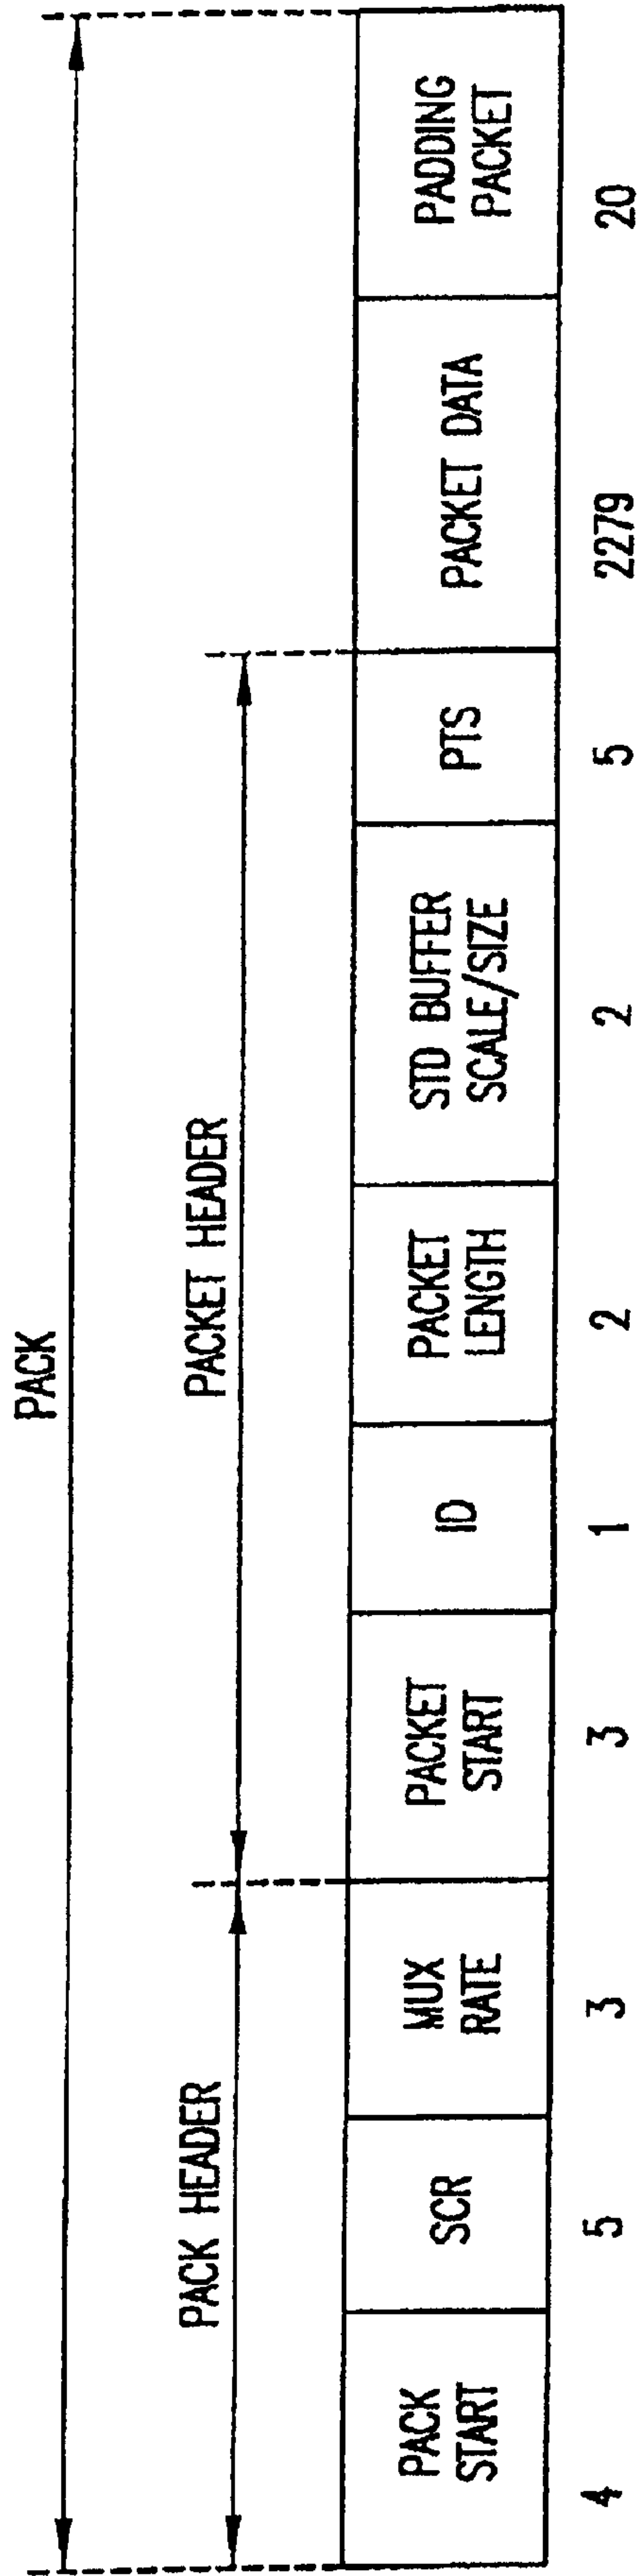 PACK
PACK HEADER
PACKET HEADER
PACK
START
SCR
MUX
RATE
PACKET
START
ID
PACKET
LENGTH
STD BUFFER
SCALE/SIZE
PTS
PACKET DATA
PADDING
PACKET
4
5
3
3
1
2
2
5
2279
20